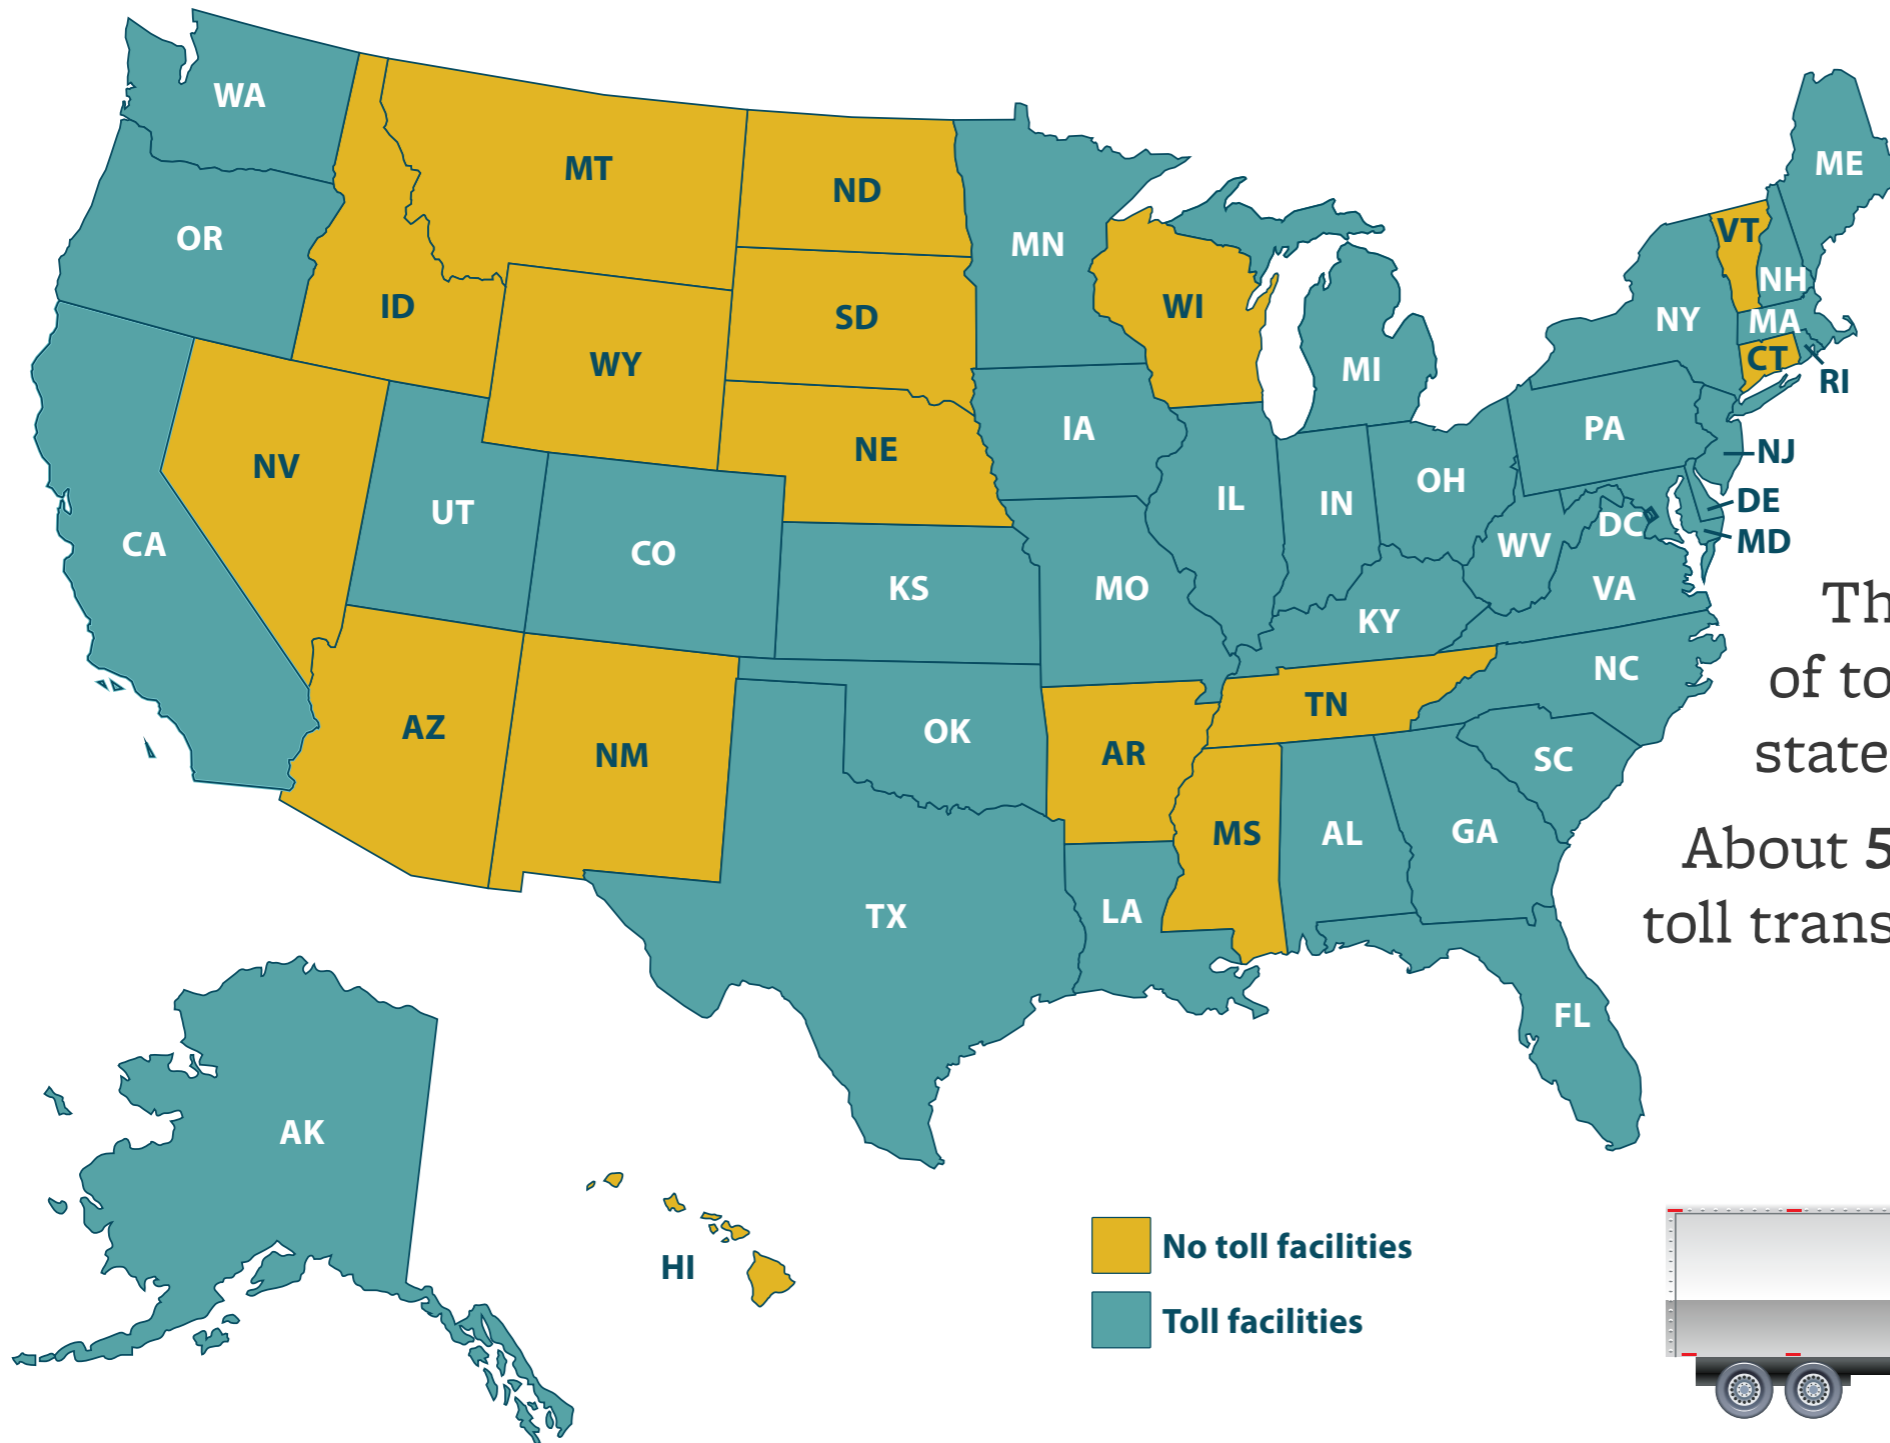 WA
MT
ND
MN
ME
OR
ID
SD
WI
VT
NH
WY
NY
MA
MI
CT
RI
NV
NE
IA
PA
NJ
UT
IL
IN
OH
DE
CA
CO
DC
MD
WV
KS
MO
VA
KY
Th
NC
of to
AZ
NM
OK
AR
TN
SC
state
MS
AL
GA
About 5
TX
LA
toll trans
FL
AK
HI
No toll facilities
Toll facilities